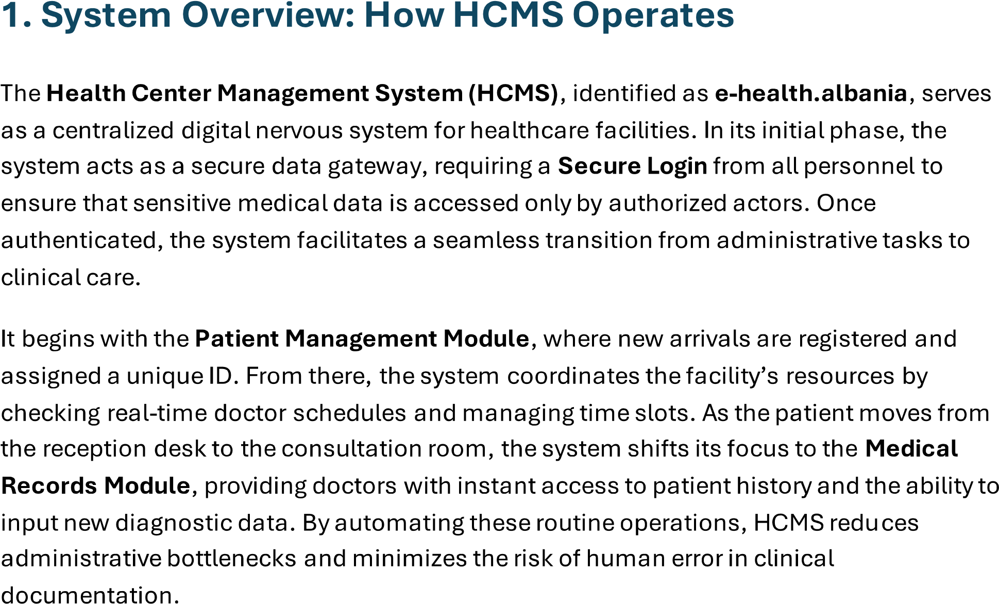 1. System Overview: How HCMS Operates
The Health Center Management System (HCMS), identified as e-health.albania, serves
as a centralized digital nervous system for healthcare facilities. In its initial phase, the
system acts as a secure data gateway, requiring a Secure Login from all personnel to
ensure that sensitive medical data is accessed only by authorized actors. Once
authenticated, the system facilitates a seamless transition from administrative tasks to
clinical care.
It begins with the Patient Management Module, where new arrivals are registered and
assigned a unique ID. From there, the system coordinates the facility’s resources by
checking real-time doctor schedules and managing time slots. As the patient moves from
the reception desk to the consultation room, the system shifts its focus to the Medical
Records Module, providing doctors with instant access to patient history and the ability to
input new diagnostic data. By automating these routine operations, HCMS reduces
administrative bottlenecks and minimizes the risk of human error in clinical
documentation.